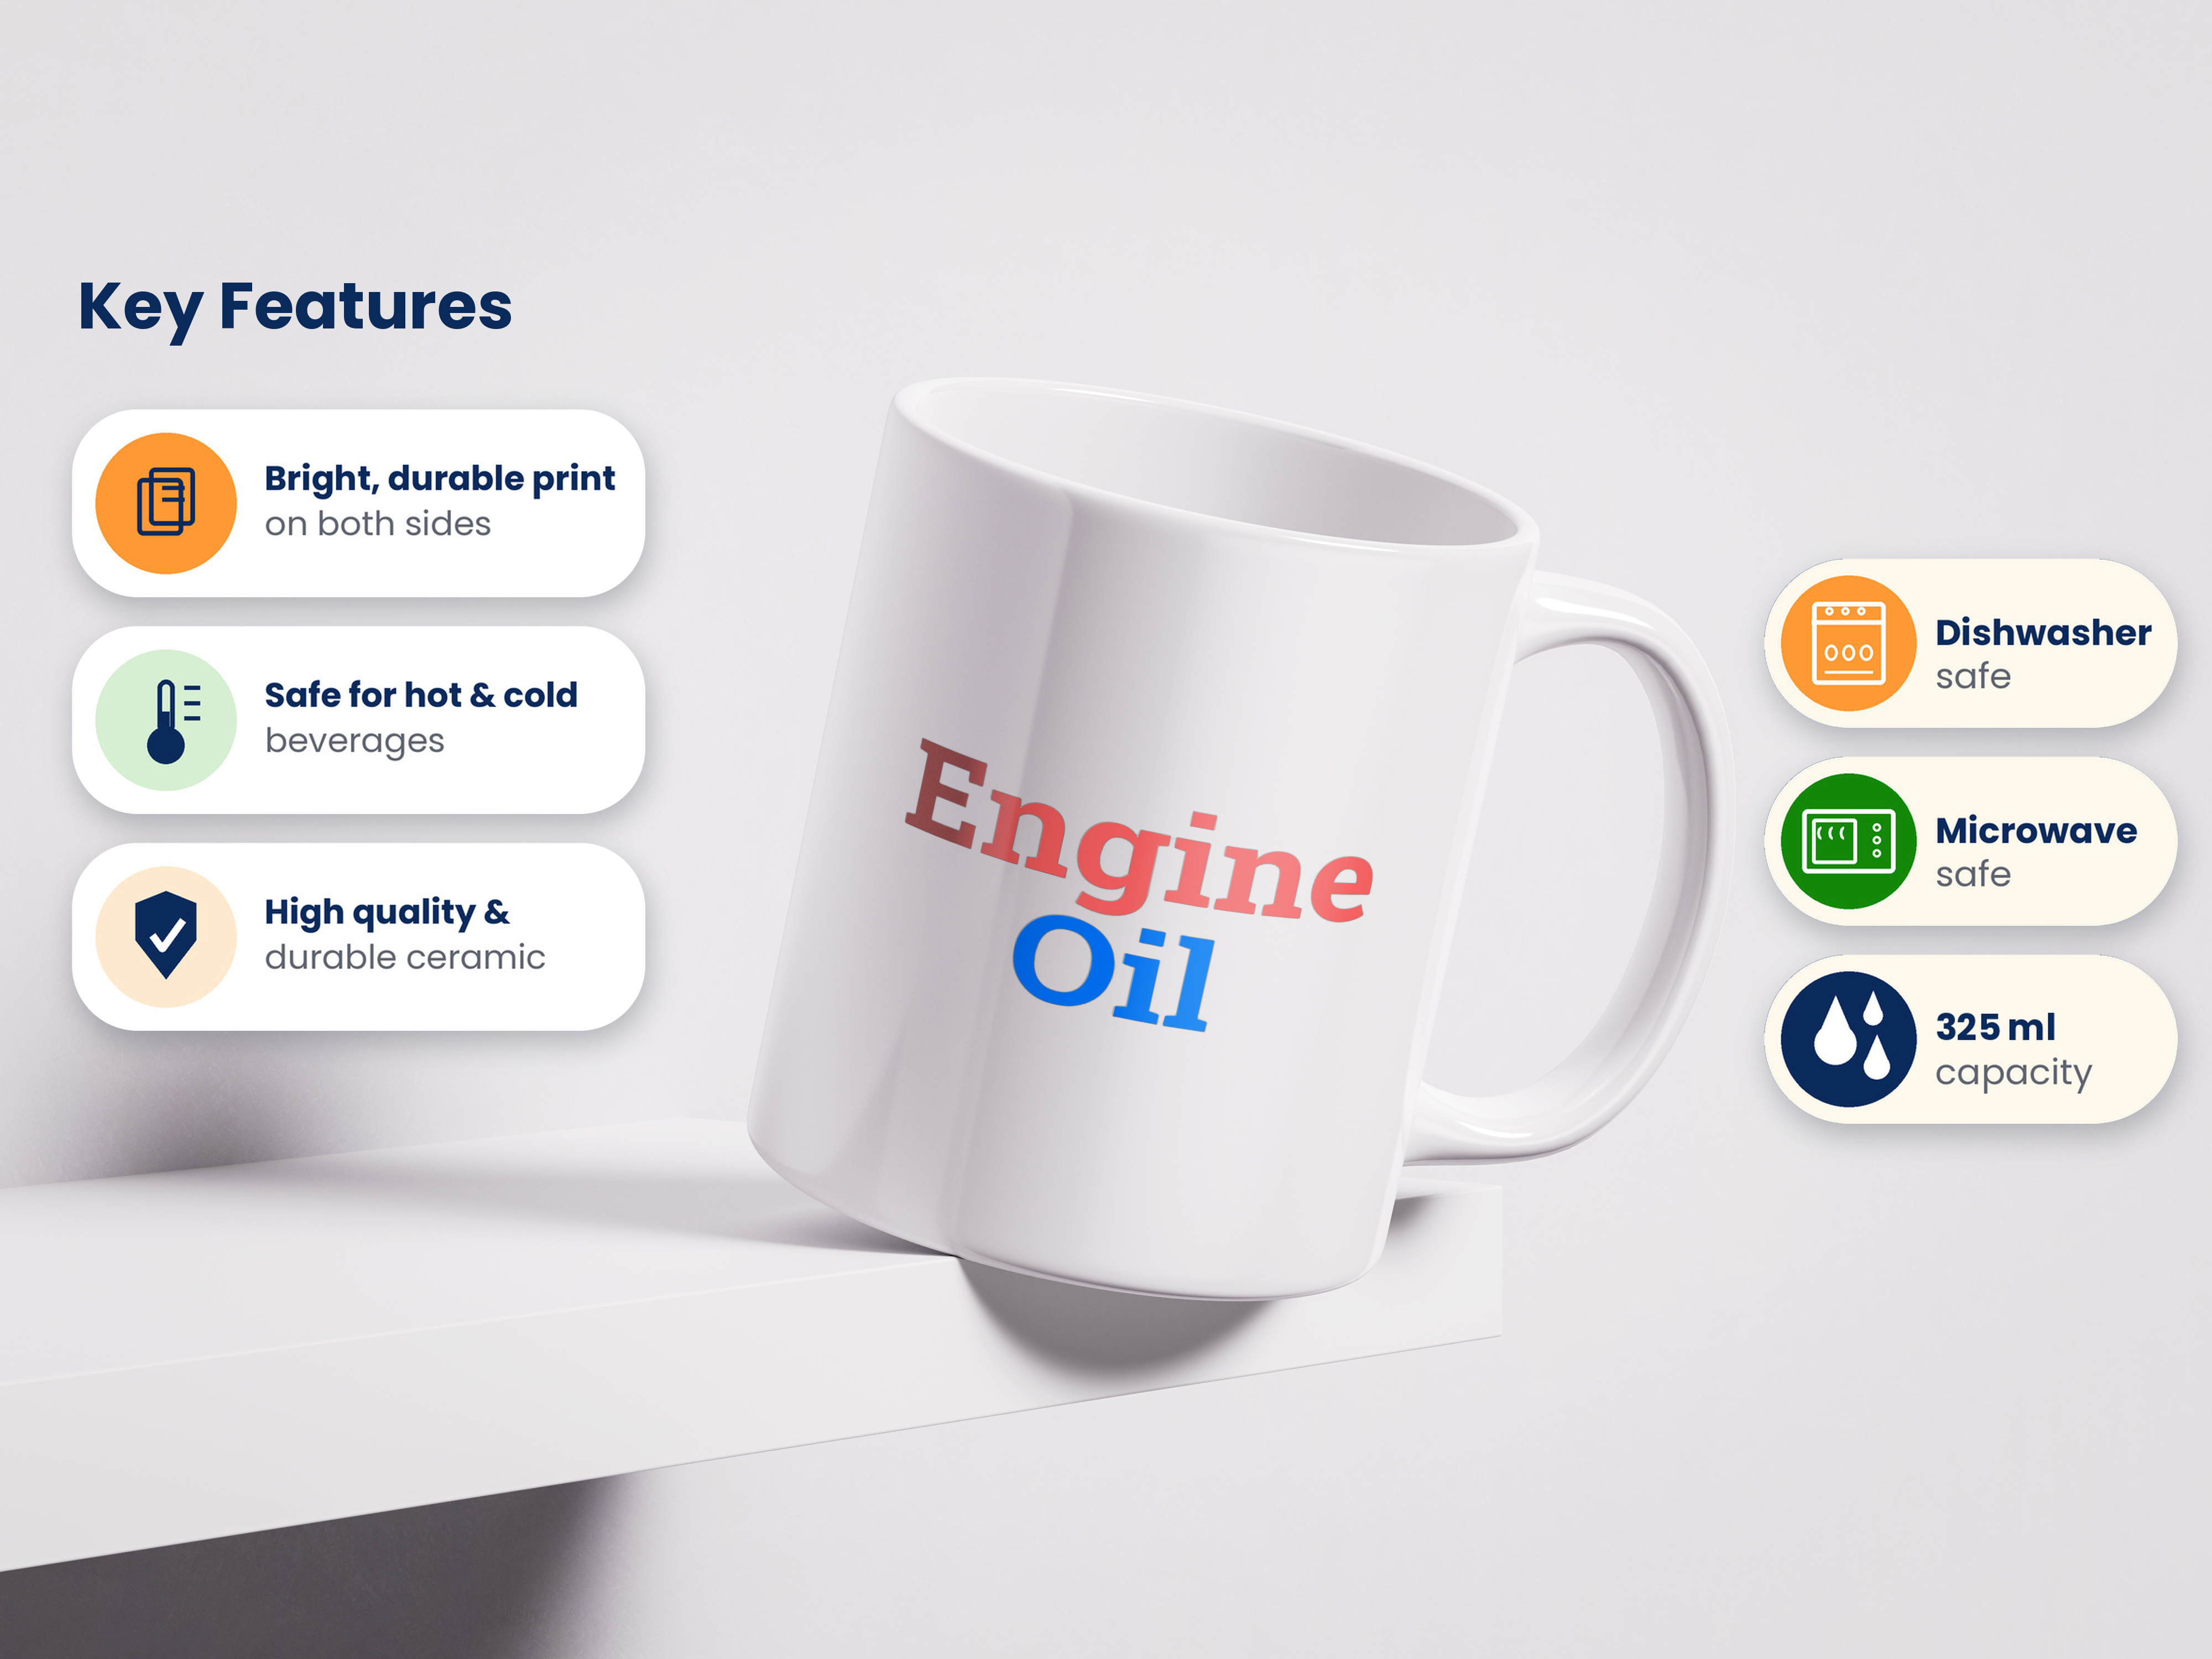 Key Features
Bright, durable print
on both sides
Safe for hot & cold
beverages
High quality &
durable ceramic
Engine
Oil
Dishwasher
safe
Microwave
safe
325 ml
capacity